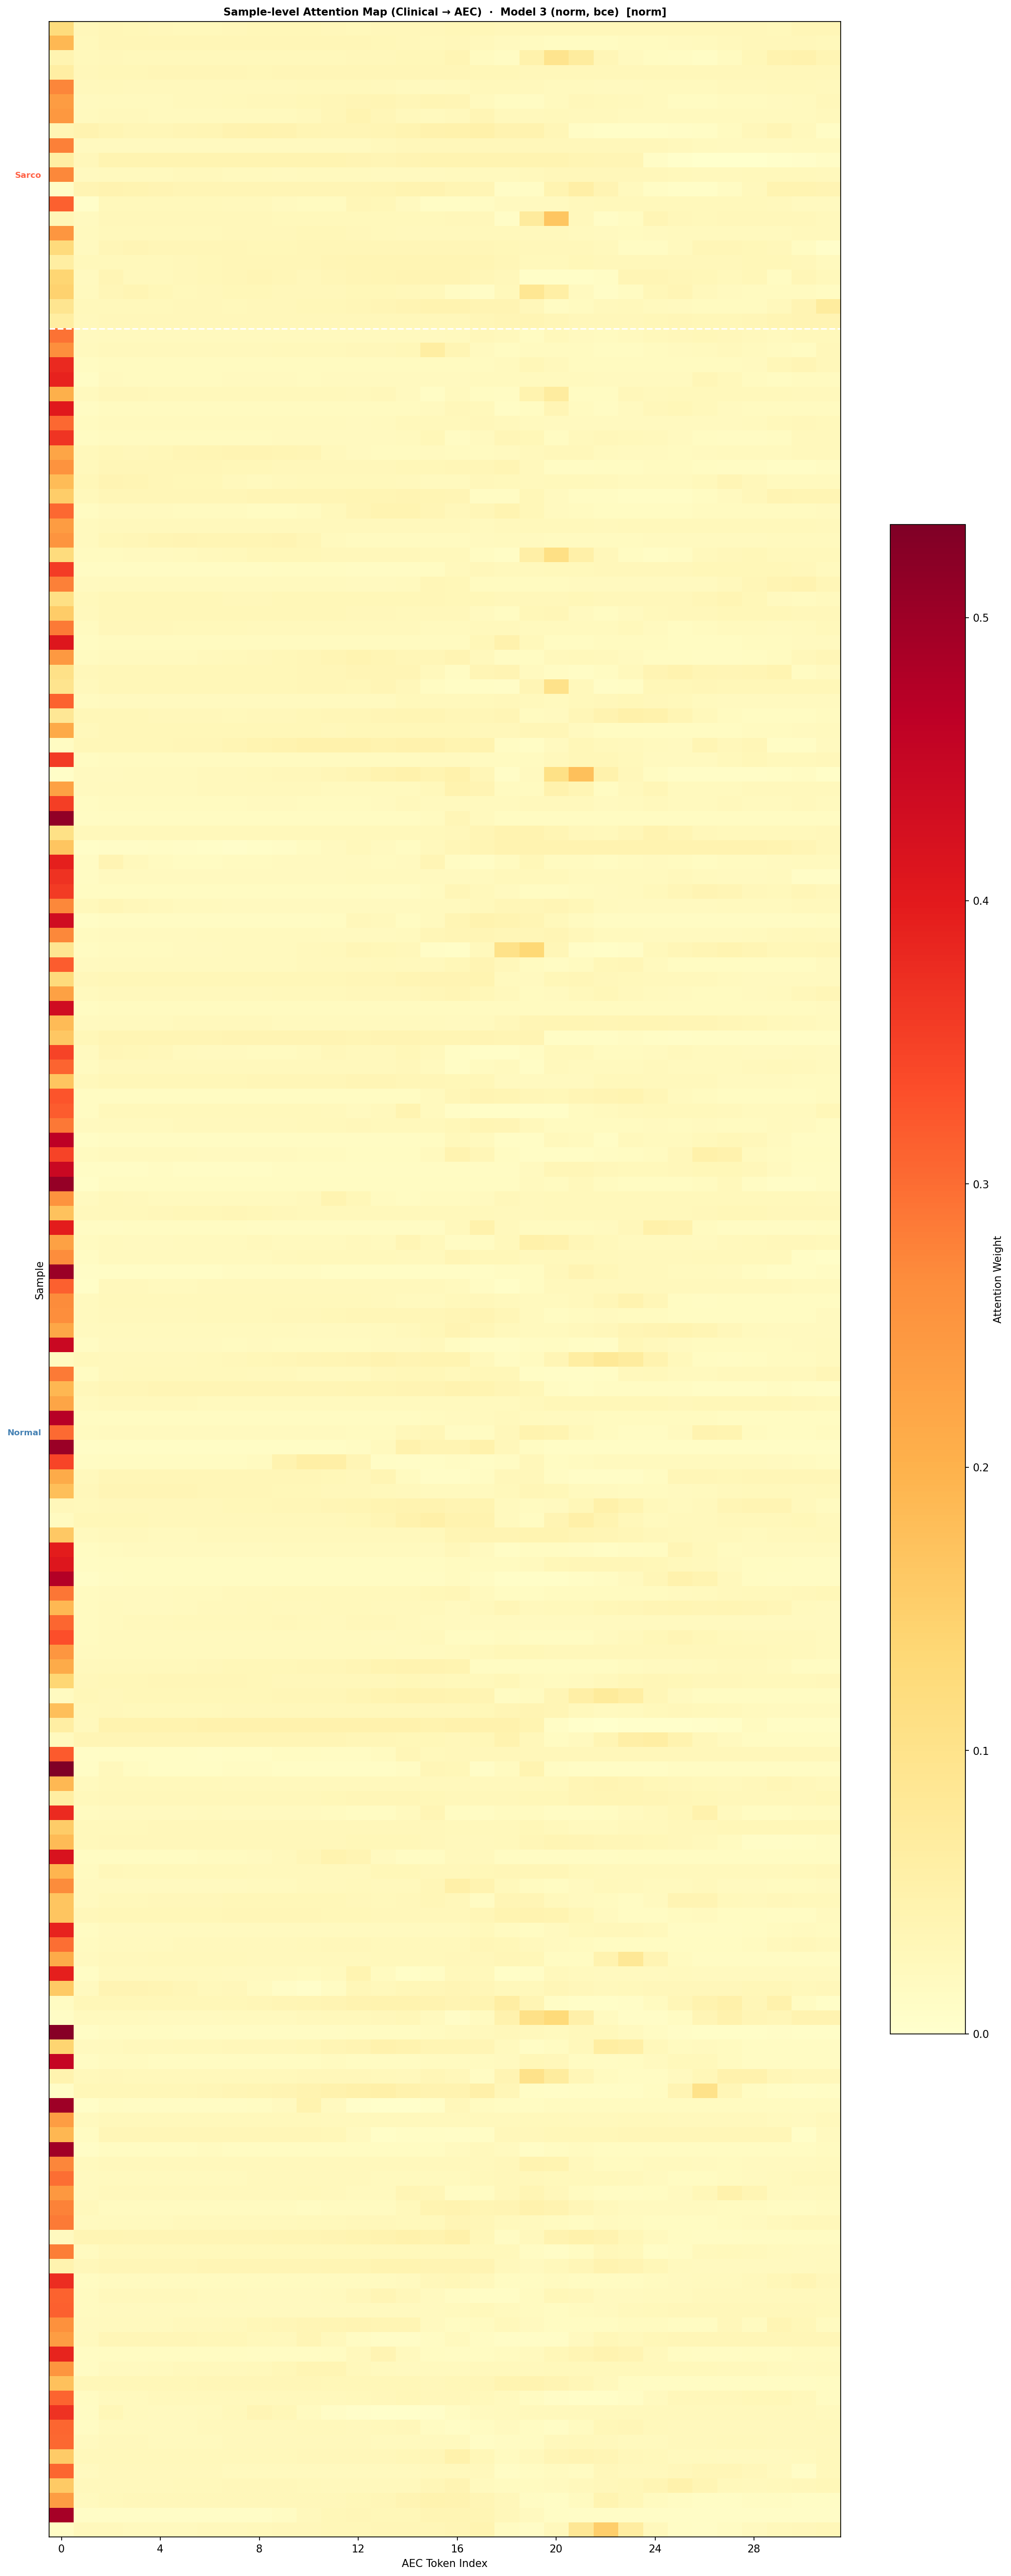 Sample-level Attention Map (Clinical → AEC)  ·  Model 3 (norm, bce)  [norm]
Sarco
Normal
Sample
0
4
8
12
16
20
24
28
AEC Token Index
0.5
0.4
0.3
0.2
0.1
0.0
Attention Weight